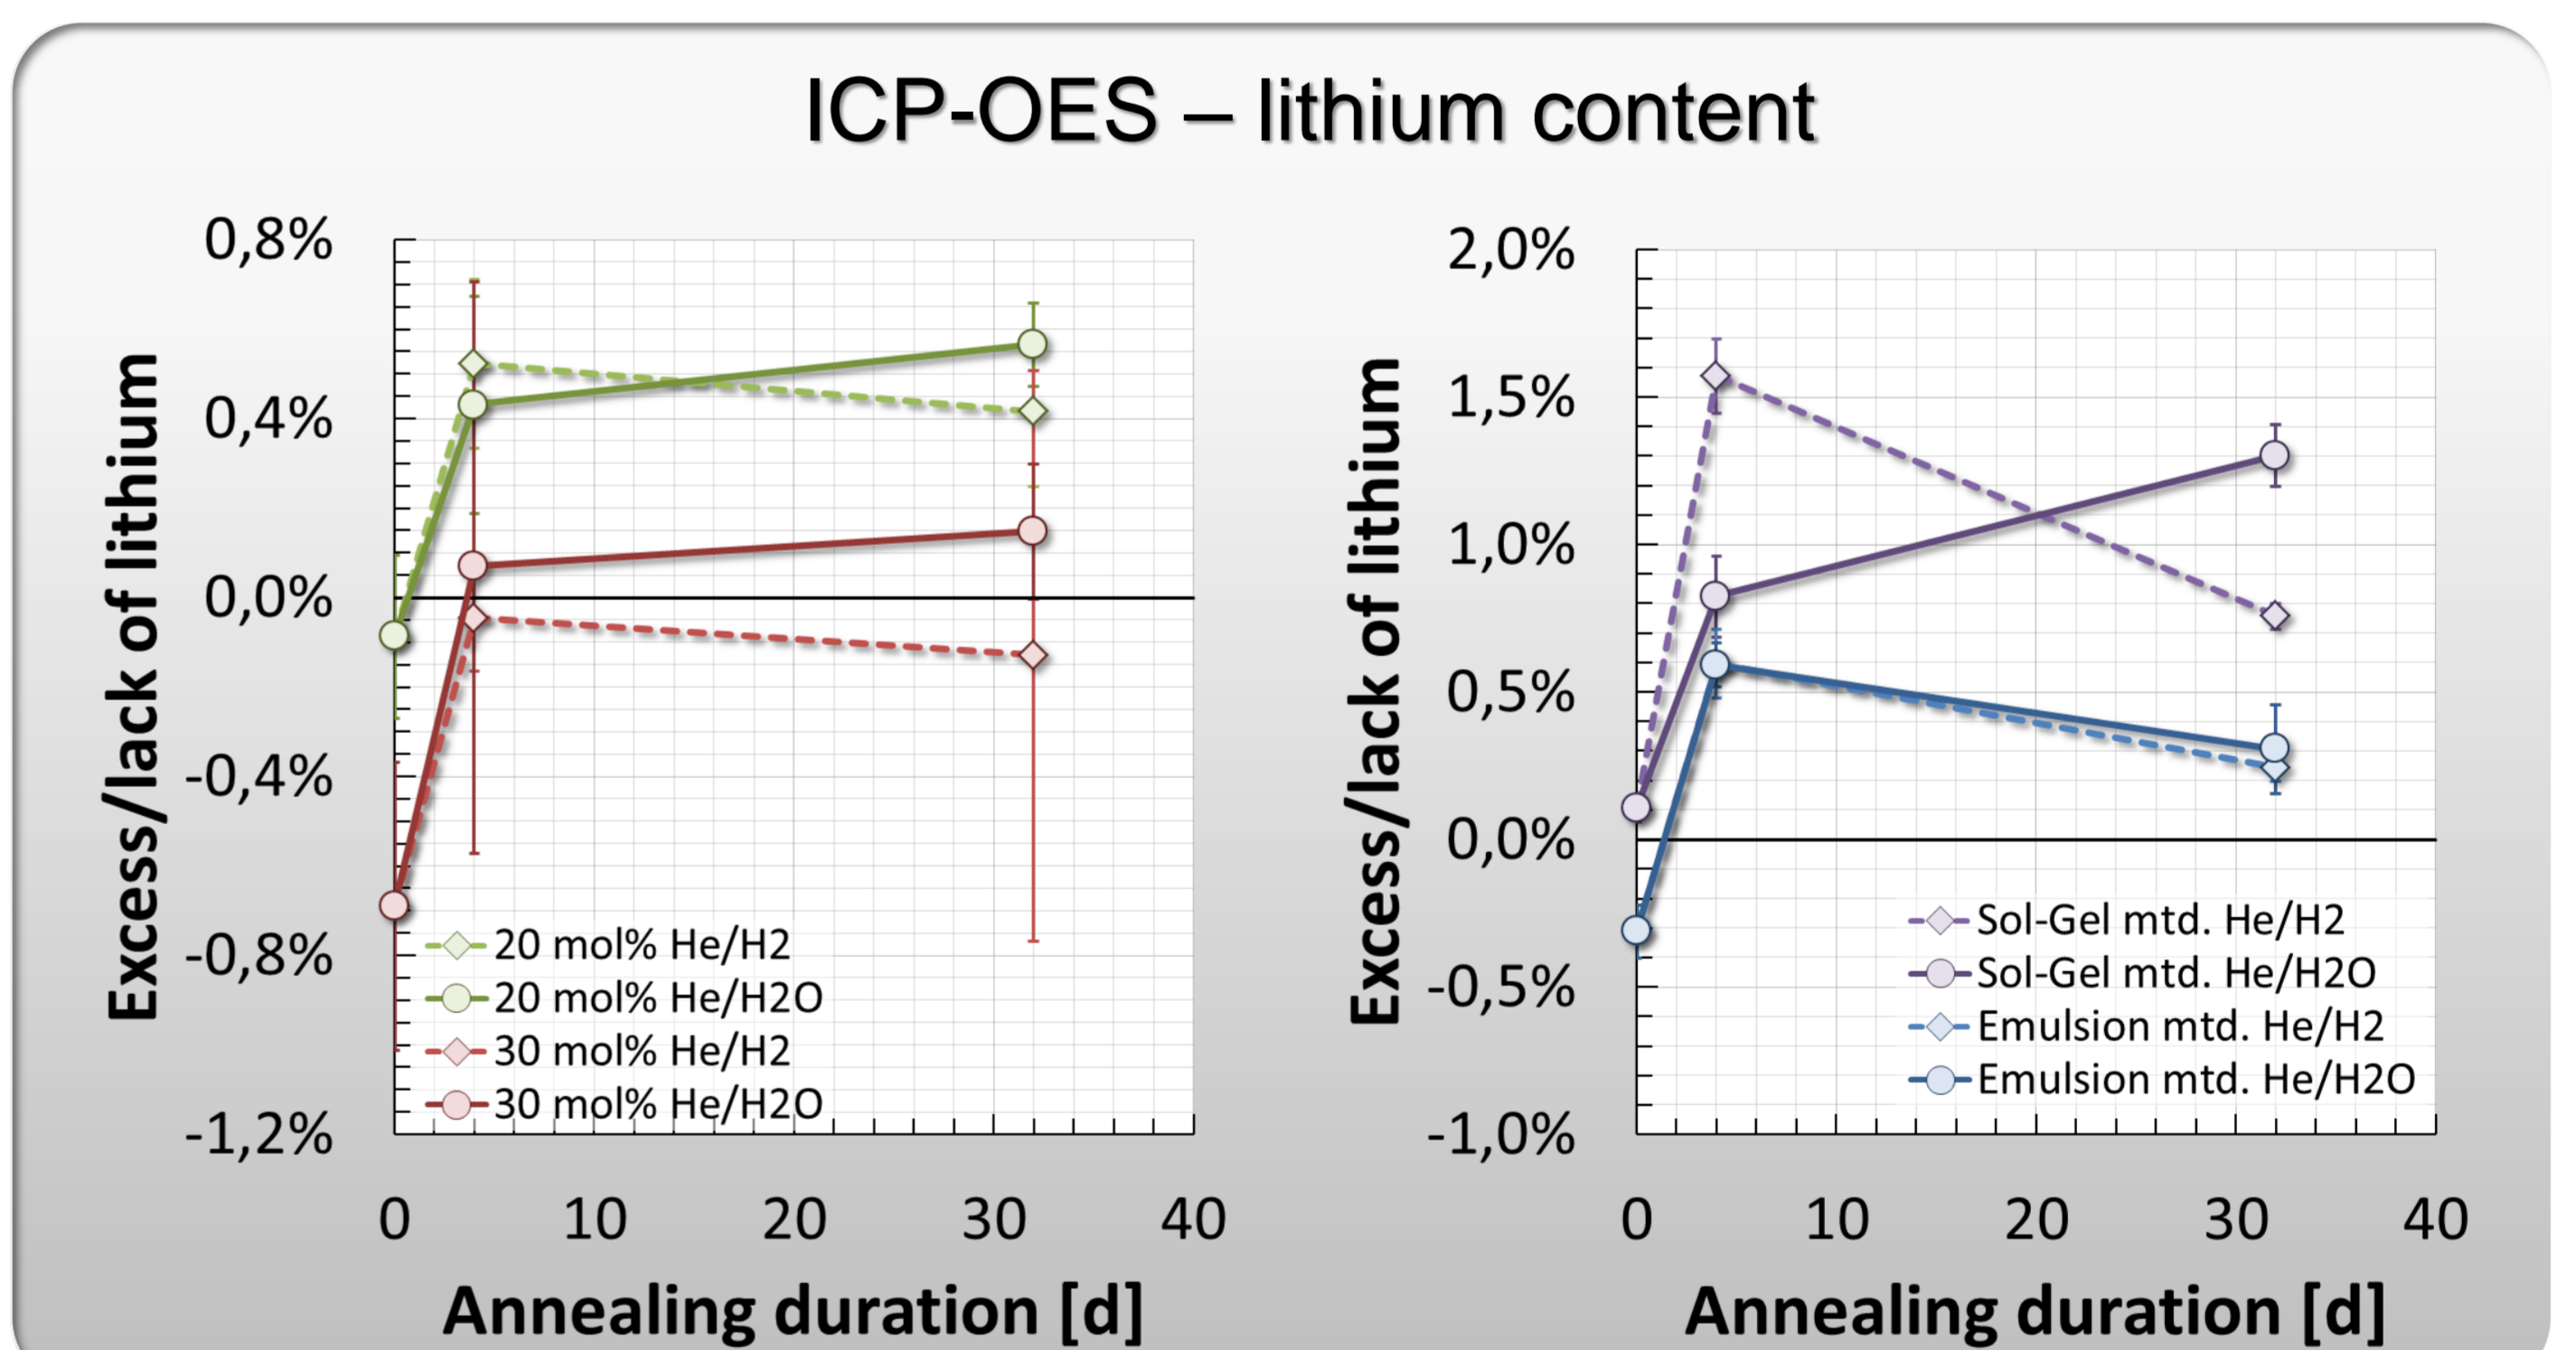 ICP-OES – lithium content
Excess/lack of lithium
0,8%
0,4%
0,0%
-0,4%
-0,8%
-1,2%
20 mol% He/H2
20 mol% He/H2O
30 mol% He/H2
30 mol% He/H2O
0 10 20 30 40
Annealing duration [d]
Excess/lack of lithium
2,0%
1,5%
1,0%
0,5%
0,0%
-0,5%
-1,0%
Sol-Gel mtd. He/H2
Sol-Gel mtd. He/H2O
Emulsion mtd. He/H2
Emulsion mtd. He/H2O
0 10 20 30 40
Annealing duration [d]